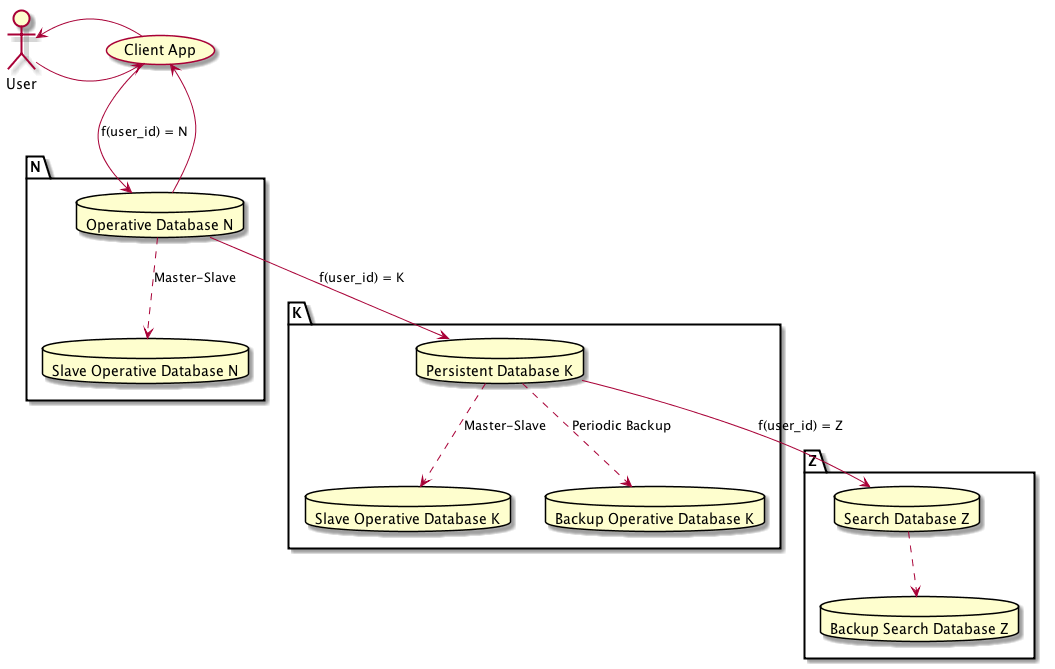 Client App
User
f(user_id) = N
N
Operative Database N
Master-Slave
f(user_id) = K
K
Slave Operative Database N
Persistent Database K
Master-Slave
Periodic Backup
f(user_id) = Z
Z
Slave Operative Database K
Backup Operative Database K
Search Database Z
Backup Search Database Z